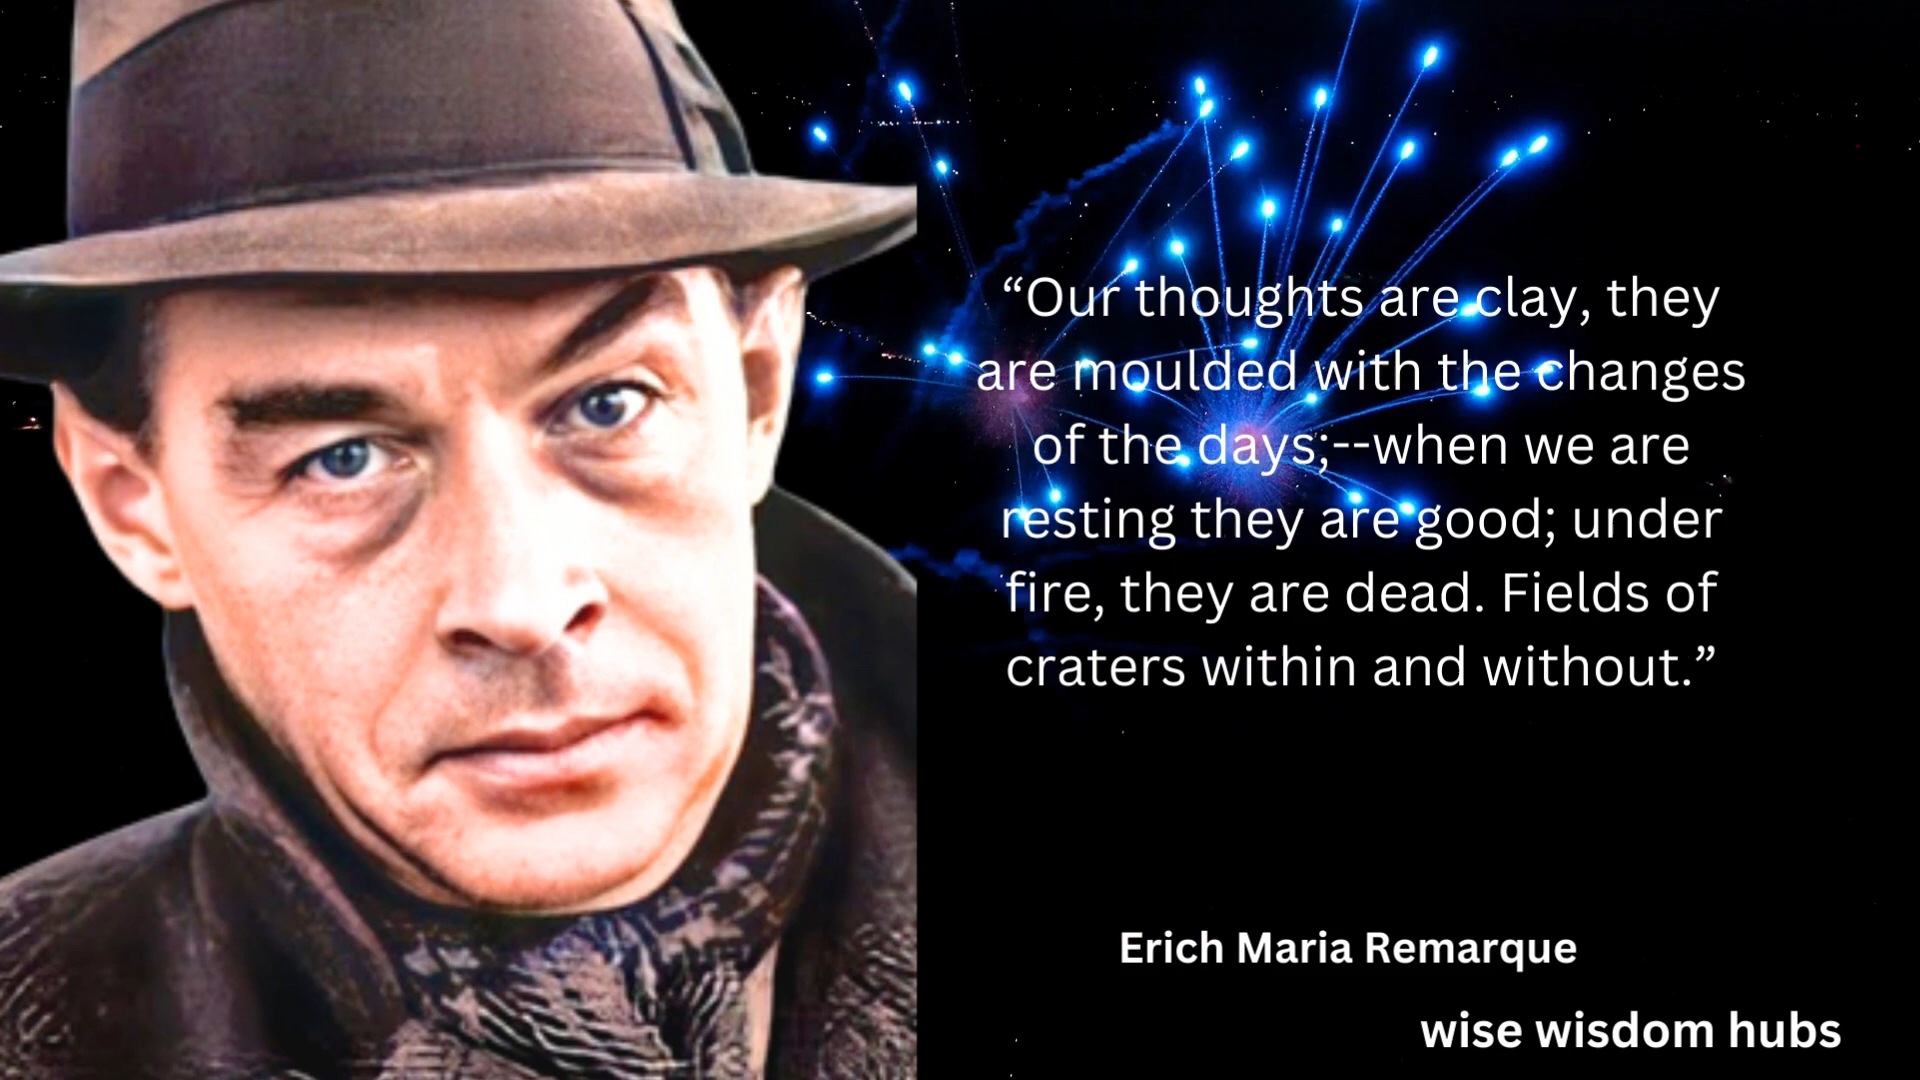 “Our thoughts are clay, they
are moulded with the changes
of the days;--when we are
resting they are good; under
fire, they are dead. Fields of
craters within and without.”
Erich Maria Remarque
wise wisdom hubs